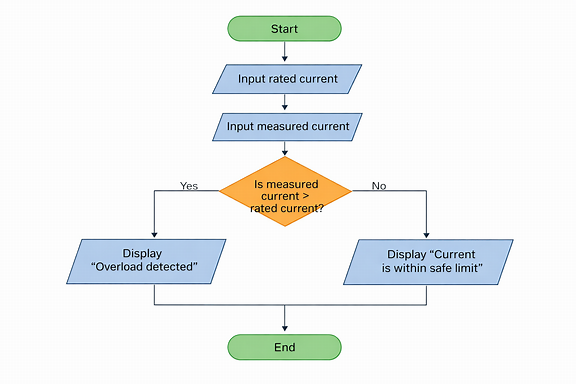 Start
Input rated current
Input measured current
Is measured
current >
rated current?
Yes
No
Display
“Overload detected”
Display “Current
is within safe limit”
End